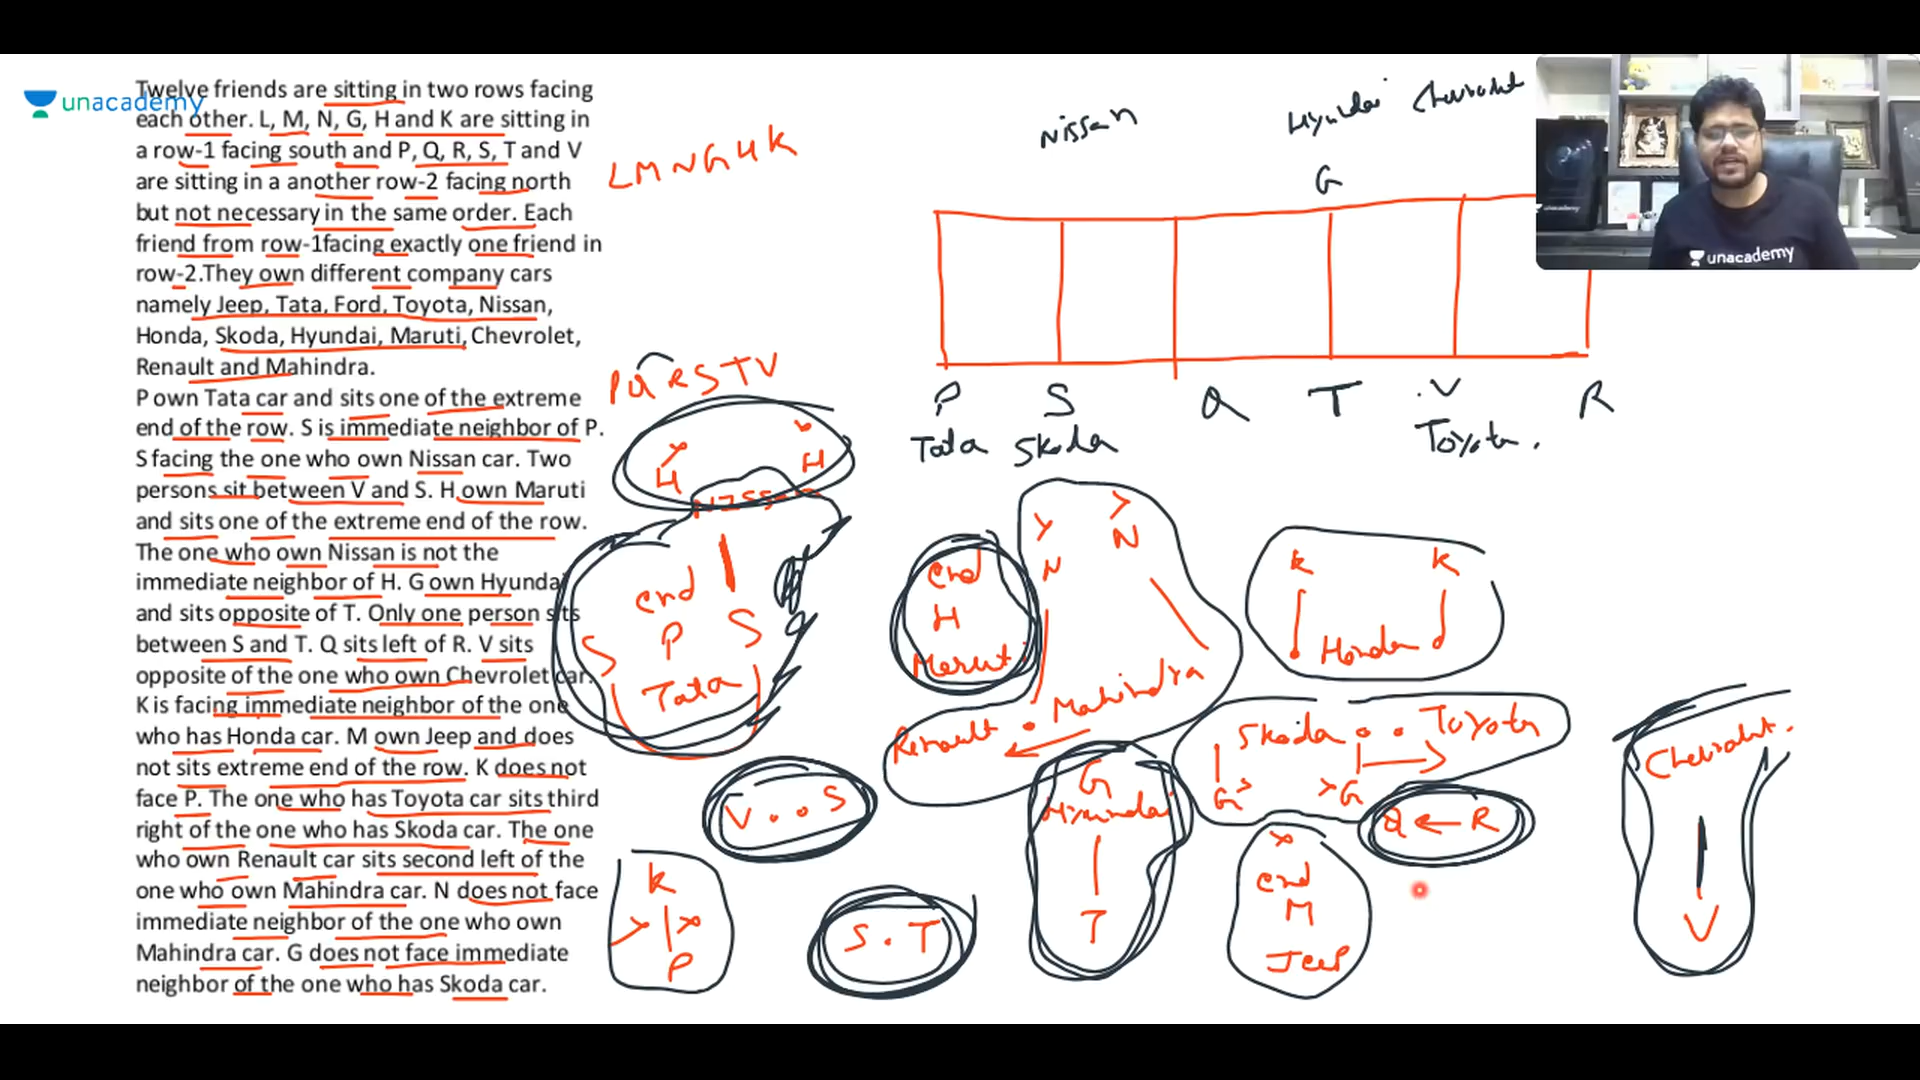 Twelve friends are sitting in two rows facing
each other. L, M, N, G, H and K are sitting in
a row-1 facing south and P, Q, R, S, T and V
are sitting in a another row-2 facing north
but not necessary in the same order. Each
friend from row-1facing exactly one friend in
row-2.They own different company cars
namely Jeep, Tata, Ford, Toyota, Nissan,
Honda, Skoda, Hyundai, Maruti, Chevrolet,
Renault and Mahindra.
P own Tata car and sits one of the extreme
end of the row. S is immediate neighbor of P.
S facing the one who own Nissan car. Two
persons sit between V and S. H own Maruti
and sits one of the extreme end of the row.
The one who own Nissan is not the
immediate neighbor of H. G own Hyunda
and sits opposite of T. Only one person sits
between S and T. Q sits left of R. V sits
opposite of the one who own Chevrolet car.
K is facing immediate neighbor of the one
who has Honda car. M own Jeep and does
not sits extreme end of the row. K does not
face P. The one who has Toyota car sits third
right of the one who has Skoda car. The one
who own Renault car sits second left of the
one who own Mahindra car. N does not face
immediate neighbor of the one who own
Mahindra car. G does not face immediate
neighbor of the one who has Skoda car.
unacademy
LMNGHK
PQRSTV
Nissan Hyundai Chevrolet
G
unacademy
unacademy
P S Q T V R
Tata Skoda Toyota
H H
Nissan
end
S P S
Tata
end
H
Maruti
N N
Renault Mahindra
K K
Honda
Skoda Toyota
G G
Chevrolet
V
V . . S
G
Hyundai
T
Q ← R
K
P
S . T
end
M
Jeep